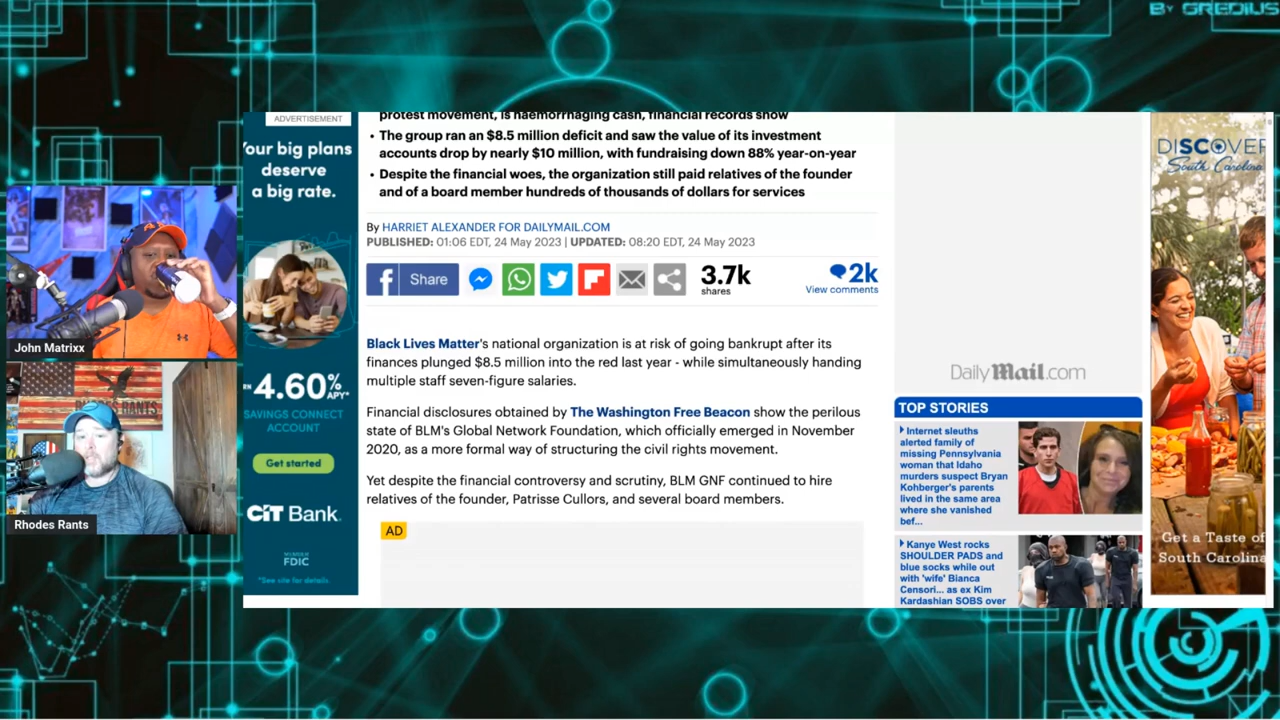 BY GREDIUS
ADVERTISEMENT
Your big plans
deserve
a big rate.
4.60% APY*
SAVINGS CONNECT
ACCOUNT
Get started
CIT Bank
MEMBER
FDIC
*See site for details.
John Matrixx
Rhodes Rants
protest movement, is haemorrhaging cash, financial records show
• The group ran an $8.5 million deficit and saw the value of its investment
accounts drop by nearly $10 million, with fundraising down 88% year-on-year
• Despite the financial woes, the organization still paid relatives of the founder
and of a board member hundreds of thousands of dollars for services
By HARRIET ALEXANDER FOR DAILYMAIL.COM
PUBLISHED: 01:06 EDT, 24 May 2023 | UPDATED: 08:20 EDT, 24 May 2023
Share
3.7k
shares
2k
View comments
Black Lives Matter's national organization is at risk of going bankrupt after its
finances plunged $8.5 million into the red last year - while simultaneously handing
multiple staff seven-figure salaries.
Financial disclosures obtained by The Washington Free Beacon show the perilous
state of BLM's Global Network Foundation, which officially emerged in November
2020, as a more formal way of structuring the civil rights movement.
Yet despite the financial controversy and scrutiny, BLM GNF continued to hire
relatives of the founder, Patrisse Cullors, and several board members.
AD
Daily Mail.com
TOP STORIES
Internet sleuths
alerted family of
missing Pennsylvania
woman that Idaho
murders suspect Bryan
Kohberger's parents
lived in the same area
where she vanished
bef...
Kanye West rocks
SHOULDER PADS and
blue socks while out
with 'wife' Bianca
Censori... as ex Kim
Kardashian SOBS over
DISCOVER
South Carolina
Get a Taste of
South Carolina